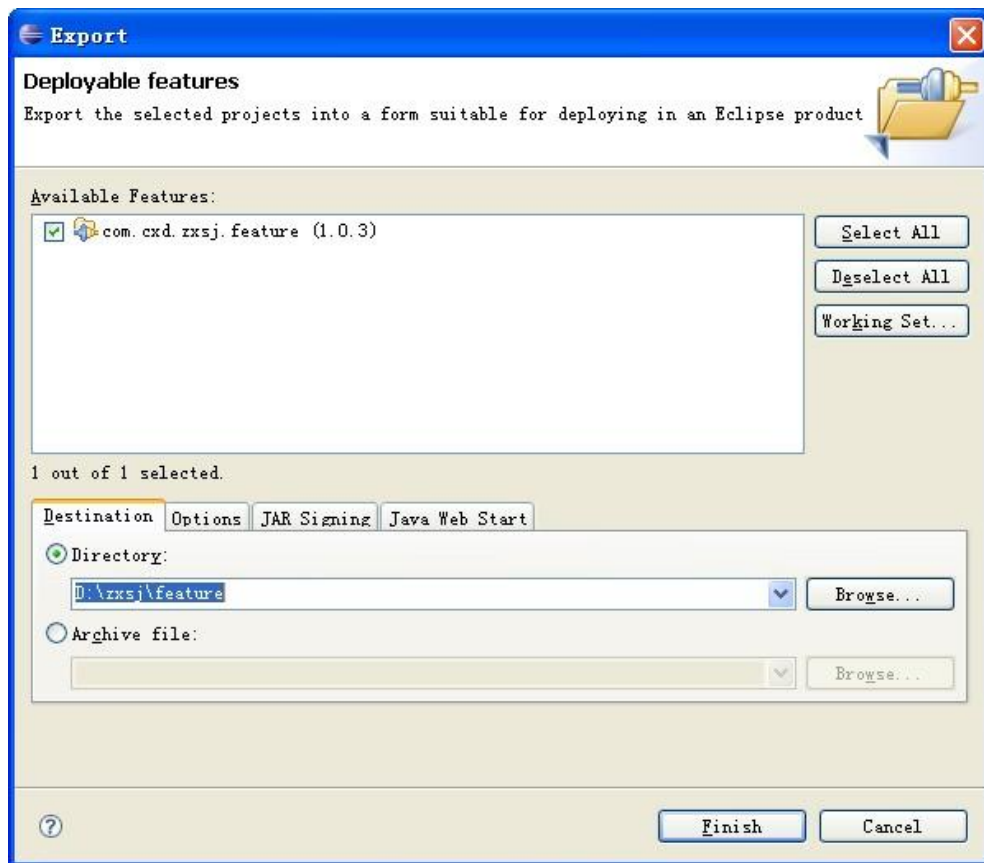 Export
Deployable features
Export the selected projects into a form suitable for deploying in an Eclipse product
Available Features:
com.cxd.zxsj.feature (1.0.3)
Select All
Deselect All
Working Set...
1 out of 1 selected.
Destination Options JAR Signing Java Web Start
Directory:
D:\zxsj\feature
Browse...
Archive file:
Browse...
?
Finish Cancel